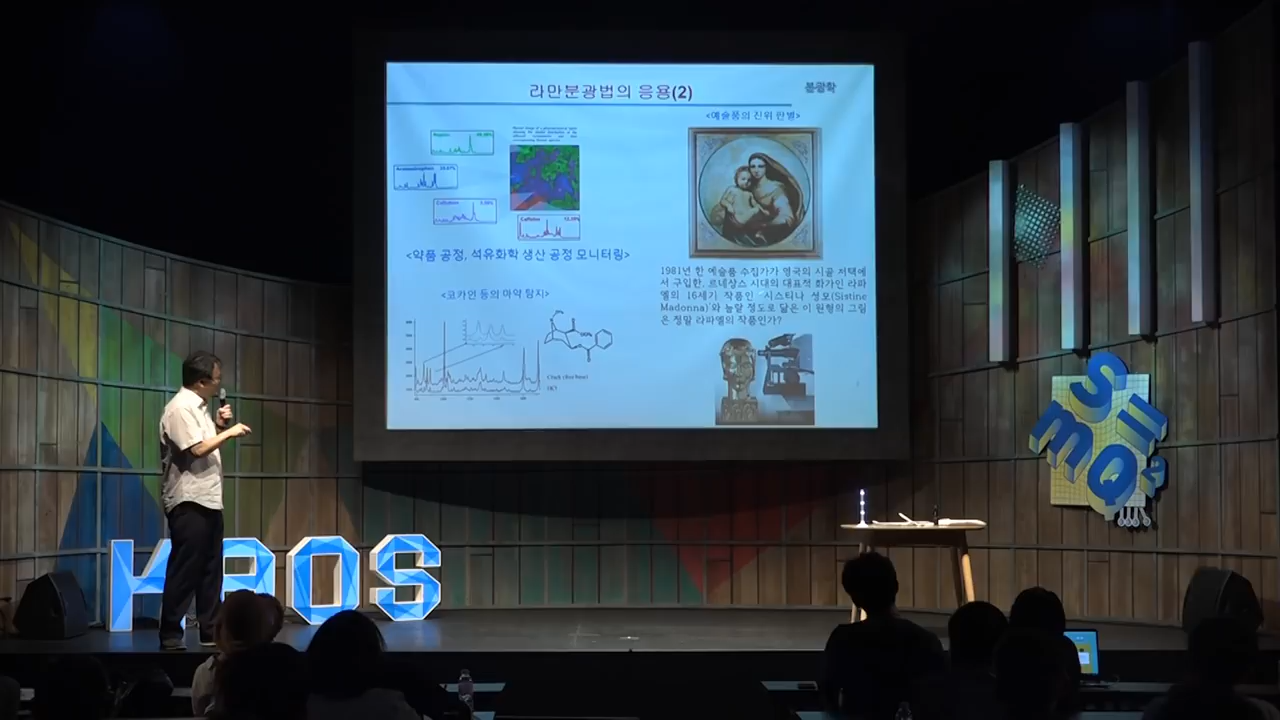 라만분광법의 응용(2)
분광학
<예술품의 진위 판별>
<약품 공정, 석유화학 생산 공정 모니터링>
<코카인 등의 마약 탐지>
1981년 한 예술품 수집가가 영국의 시골 저택에
서 구입한, 르네상스 시대의 대표적 화가인 라파
엘의 16세기 작품인 시스티나 성모(Sistine
Madonna)와 놀랄 정도로 닮은 이 원형의 그림
은 정말 라파엘의 작품인가?
KAOS
SEMQ2